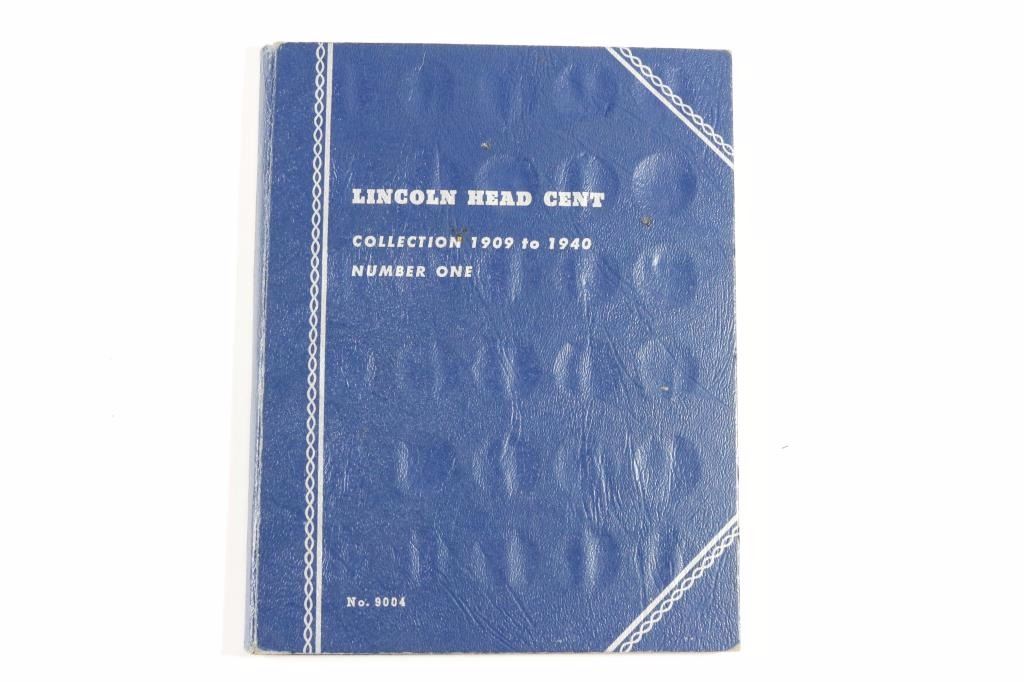 LINCOLN HEAD CENT
COLLECTION 1909 to 1940
NUMBER ONE
No. 9004